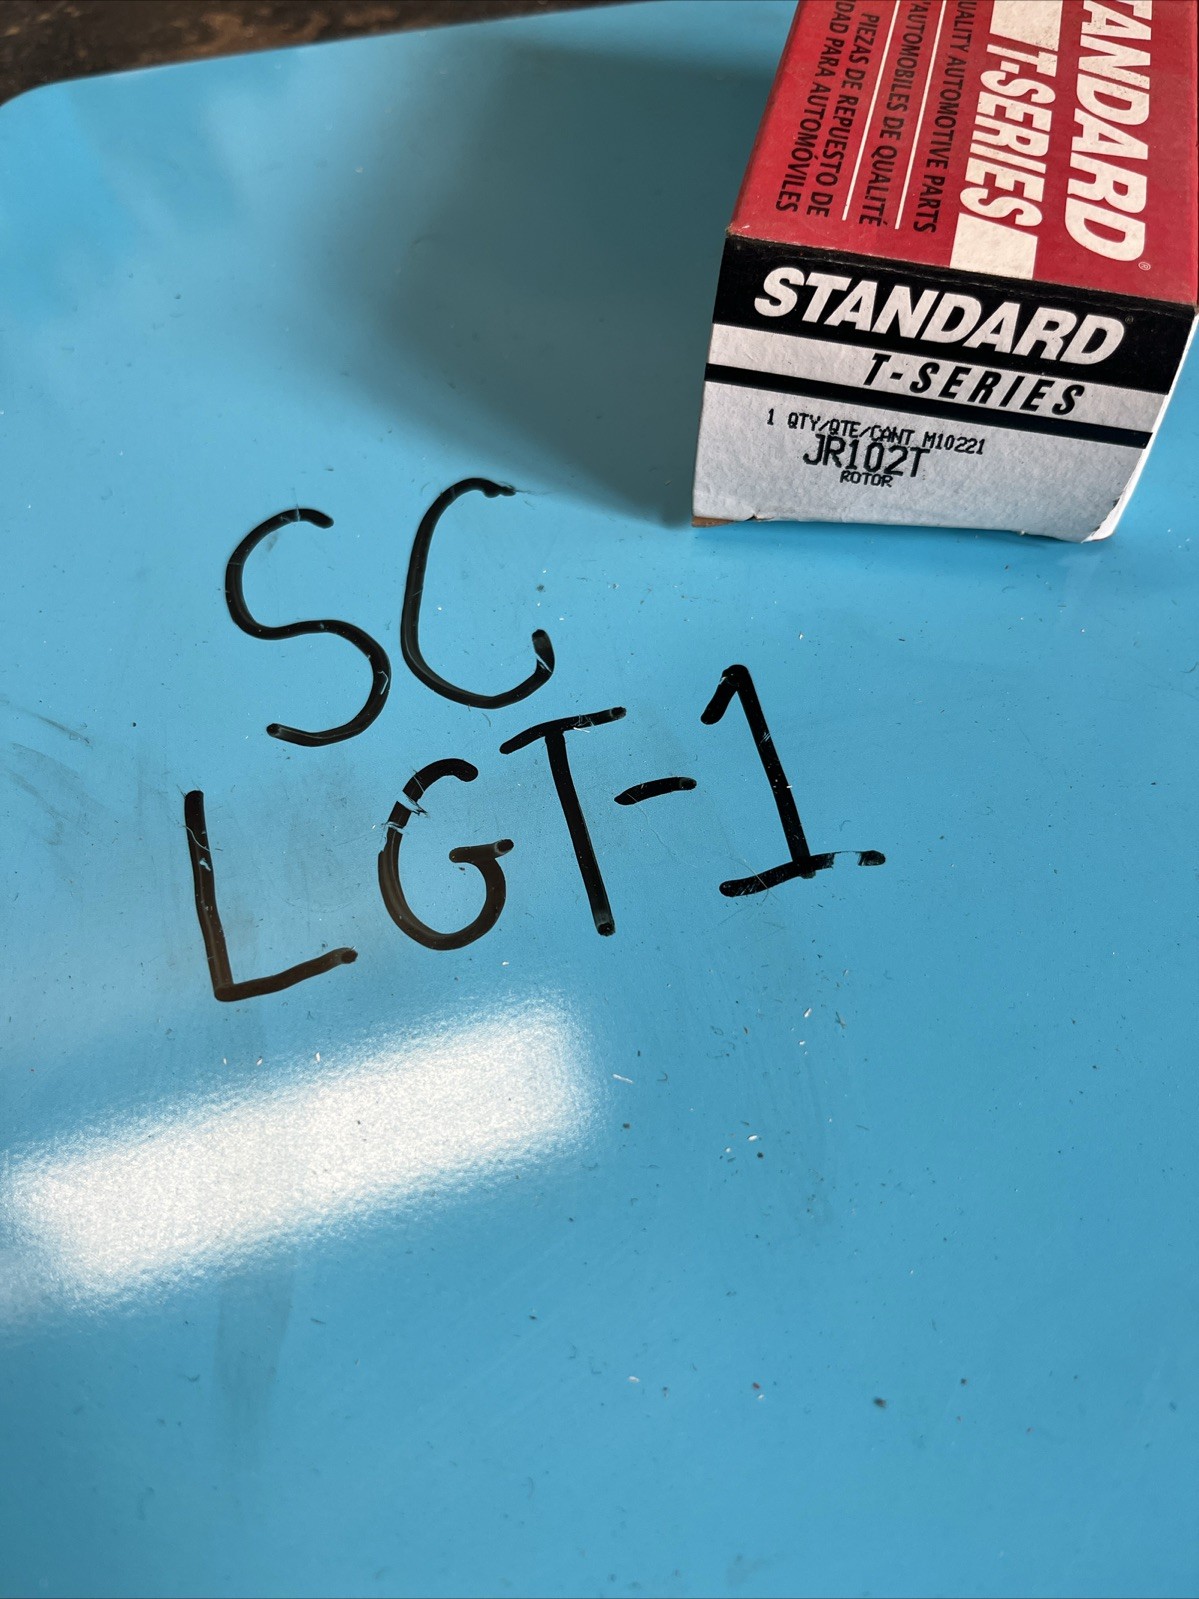 STANDARD®
T-SERIES
UALITY AUTOMOTIVE PARTS
'AUTOMOBILES DE QUALITÉ
PIEZAS DE REPUESTO DE
DAD PARA AUTOMÓVILES
STANDARD
T-SERIES
1 QTY/QTE/CANT M10221
JR102T
ROTOR
SC
LGT-1